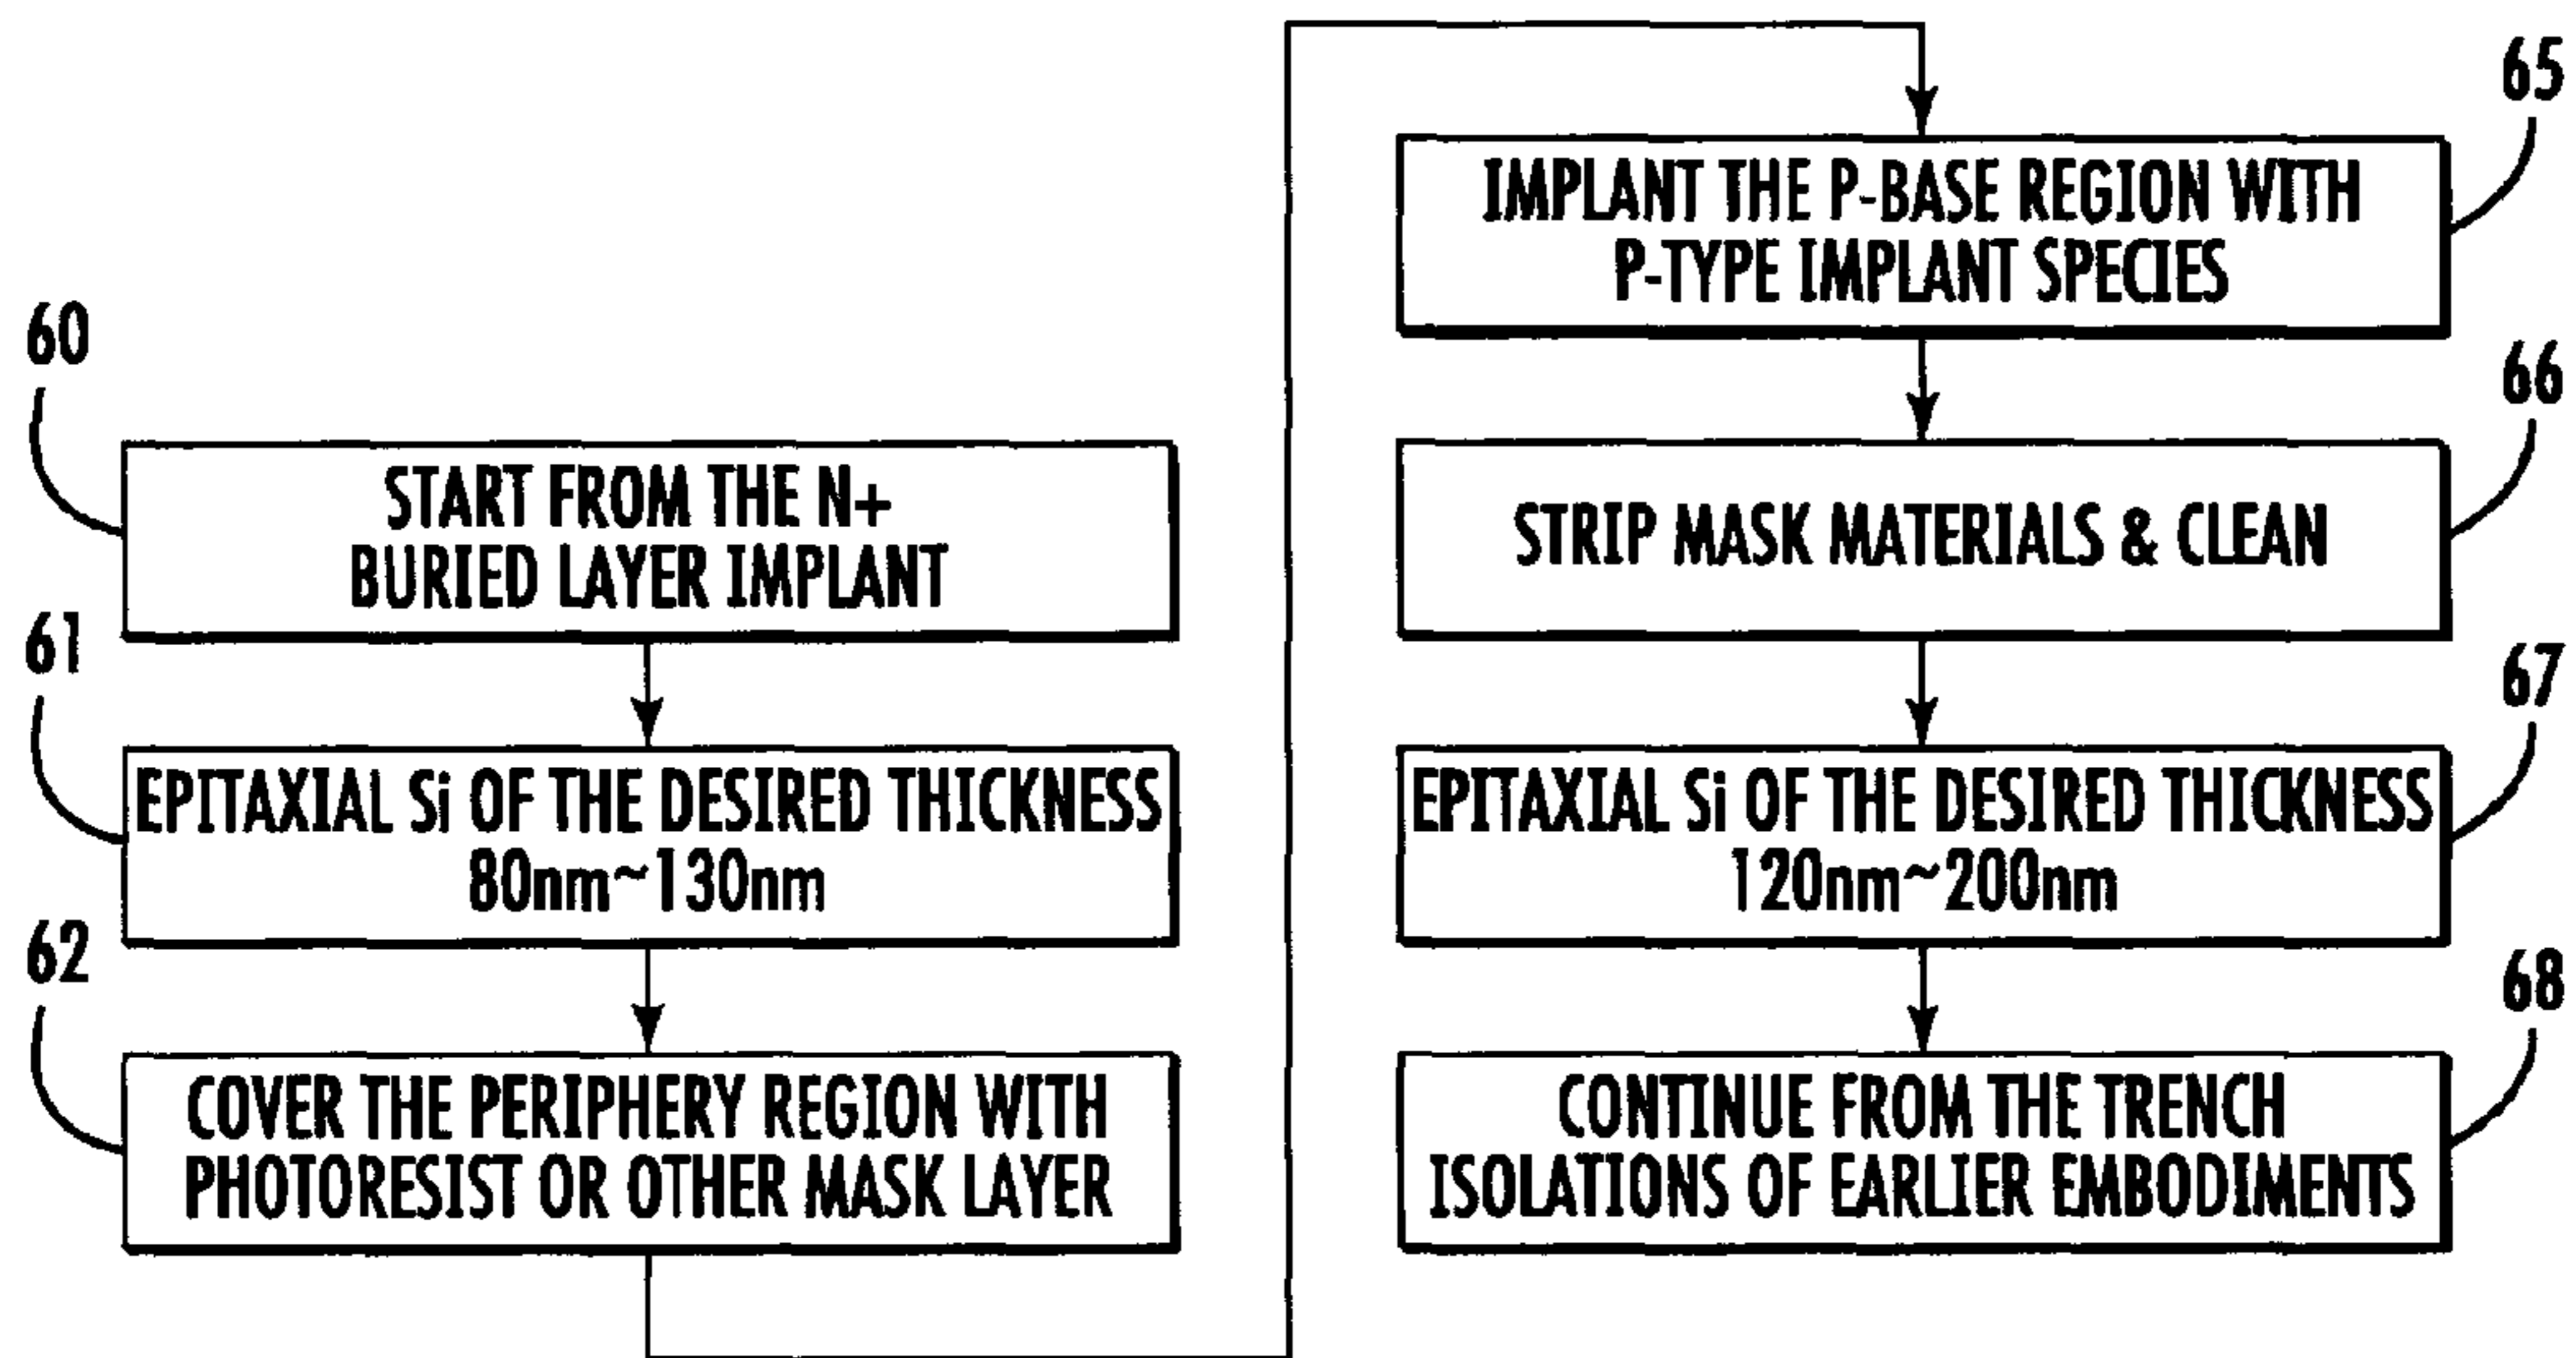 60
START FROM THE N+
BURIED LAYER IMPLANT
61
EPITAXIAL Si OF THE DESIRED THICKNESS
80nm~130nm
62
COVER THE PERIPHERY REGION WITH
PHOTORESIST OR OTHER MASK LAYER
65
IMPLANT THE P-BASE REGION WITH
P-TYPE IMPLANT SPECIES
66
STRIP MASK MATERIALS & CLEAN
67
EPITAXIAL Si OF THE DESIRED THICKNESS
120nm~200nm
68
CONTINUE FROM THE TRENCH
ISOLATIONS OF EARLIER EMBODIMENTS